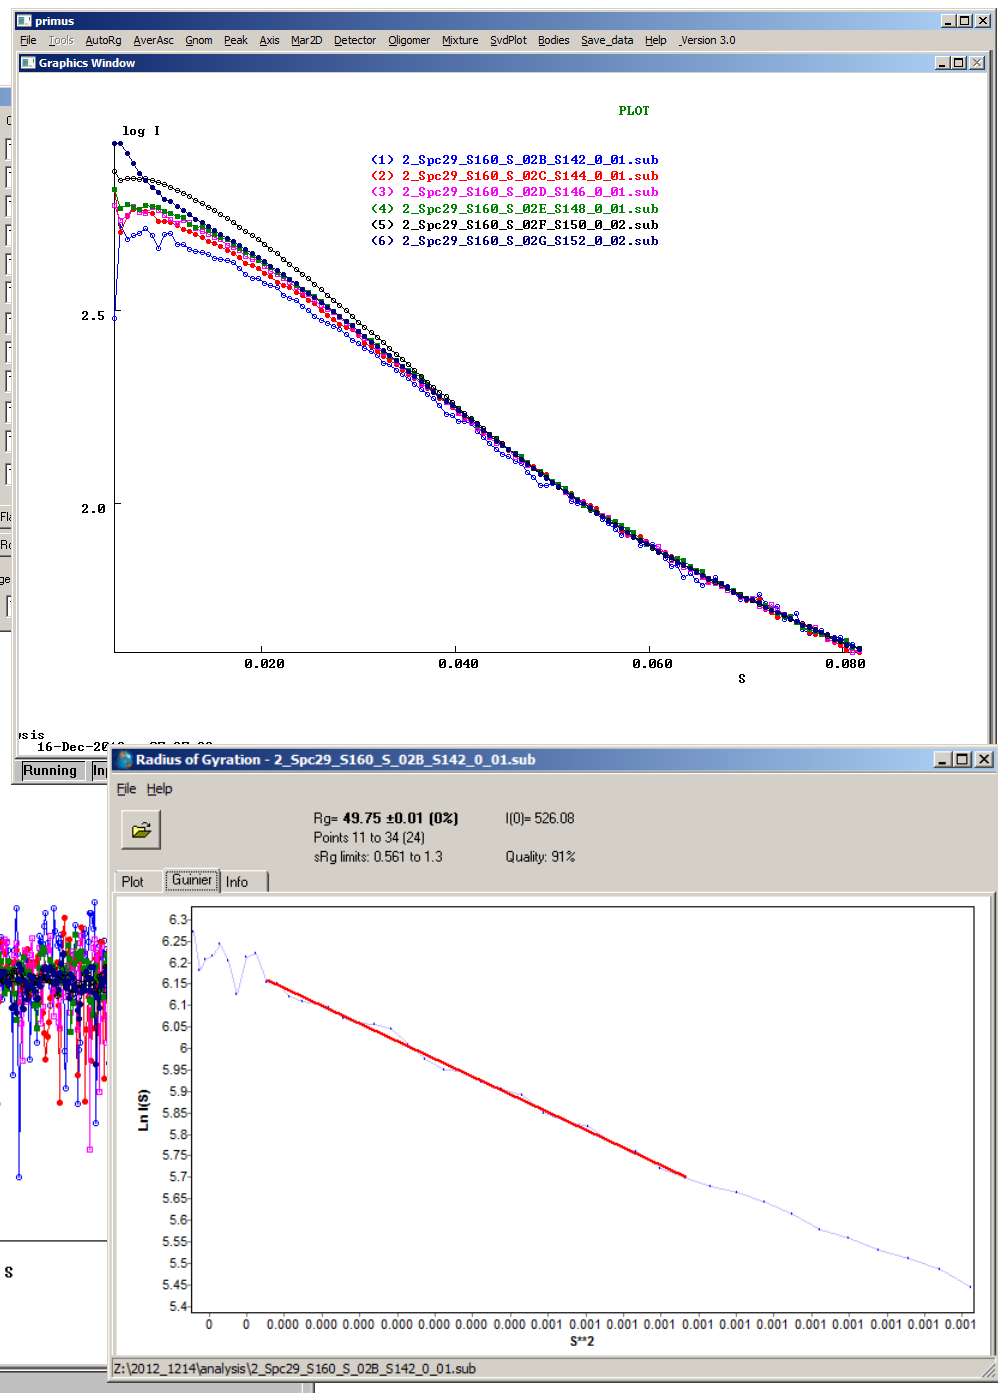 primus
File Tools AutoRg AverAsc Gnom Peak Axis Mar2D Detector Oligomer Mixture SvdPlot Bodies Save_data Help Version 3.0
Graphics Window
PLOT
log I
(1) 2_Spc29_S160_S_02B_S142_0_01.sub
(2) 2_Spc29_S160_S_02C_S144_0_01.sub
(3) 2_Spc29_S160_S_02D_S146_0_01.sub
(4) 2_Spc29_S160_S_02E_S148_0_01.sub
(5) 2_Spc29_S160_S_02F_S150_0_02.sub
(6) 2_Spc29_S160_S_02G_S152_0_02.sub
2.5
2.0
0.020 0.040 0.060 0.080
S
Running
Radius of Gyration - 2_Spc29_S160_S_02B_S142_0_01.sub
File Help
Rg= 49.75 ±0.01 (0%) I(0)= 526.08
Points 11 to 34 (24)
sRg limits: 0.561 to 1.3 Quality: 91%
Plot Guinier Info
6.3
6.25
6.2
6.15
6.1
6.05
6
5.95
5.9
5.85
5.8
5.75
5.7
5.65
5.6
5.55
5.5
5.45
5.4
Ln I(S)
0 0 0.000 0.000 0.000 0.000 0.000 0.000 0.000 0.000 0.001 0.001 0.001 0.001 0.001 0.001 0.001 0.001 0.001 0.001 0.001
S**2
S
Z:\2012_1214\analysis\2_Spc29_S160_S_02B_S142_0_01.sub